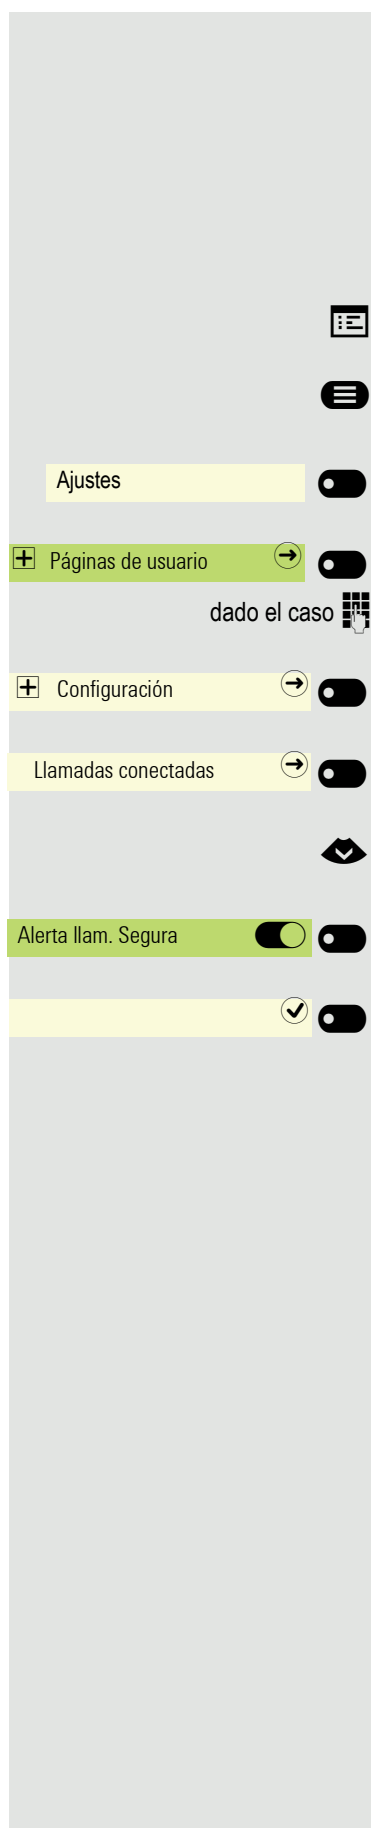 Ajustes
Páginas de usuario
dado el caso
Configuración
Llamadas conectadas
Alerta llam. Segura